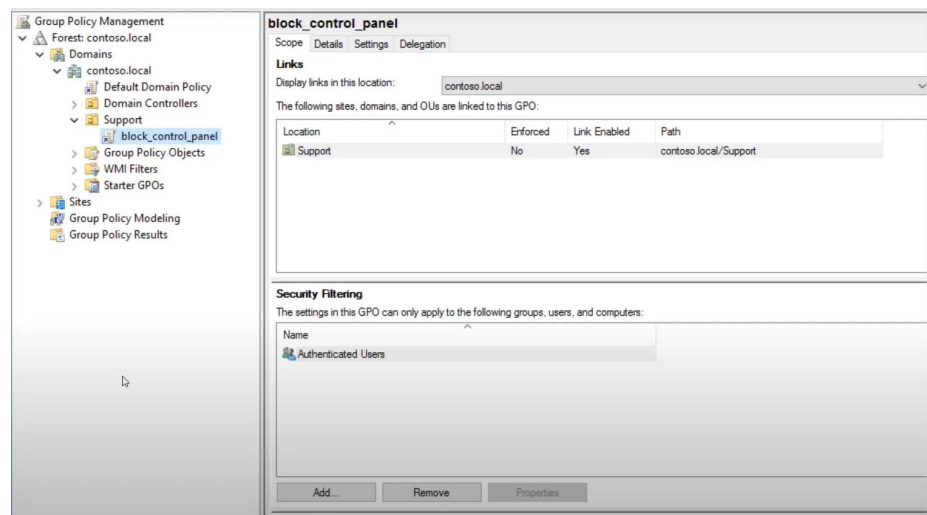 Group Policy Management
Forest: contoso.local
Domains
contoso.local
Default Domain Policy
Domain Controllers
Support
block_control_panel
Group Policy Objects
WMI Filters
Starter GPOs
Sites
Group Policy Modeling
Group Policy Results
block_control_panel
Scope Details Settings Delegation
Links
Display links in this location: contoso.local
The following sites, domains, and OUs are linked to this GPO:
Location Enforced Link Enabled Path
Support No Yes contoso.local/Support
Security Filtering
The settings in this GPO can only apply to the following groups, users, and computers:
Name
Authenticated Users
Add... Remove Properties